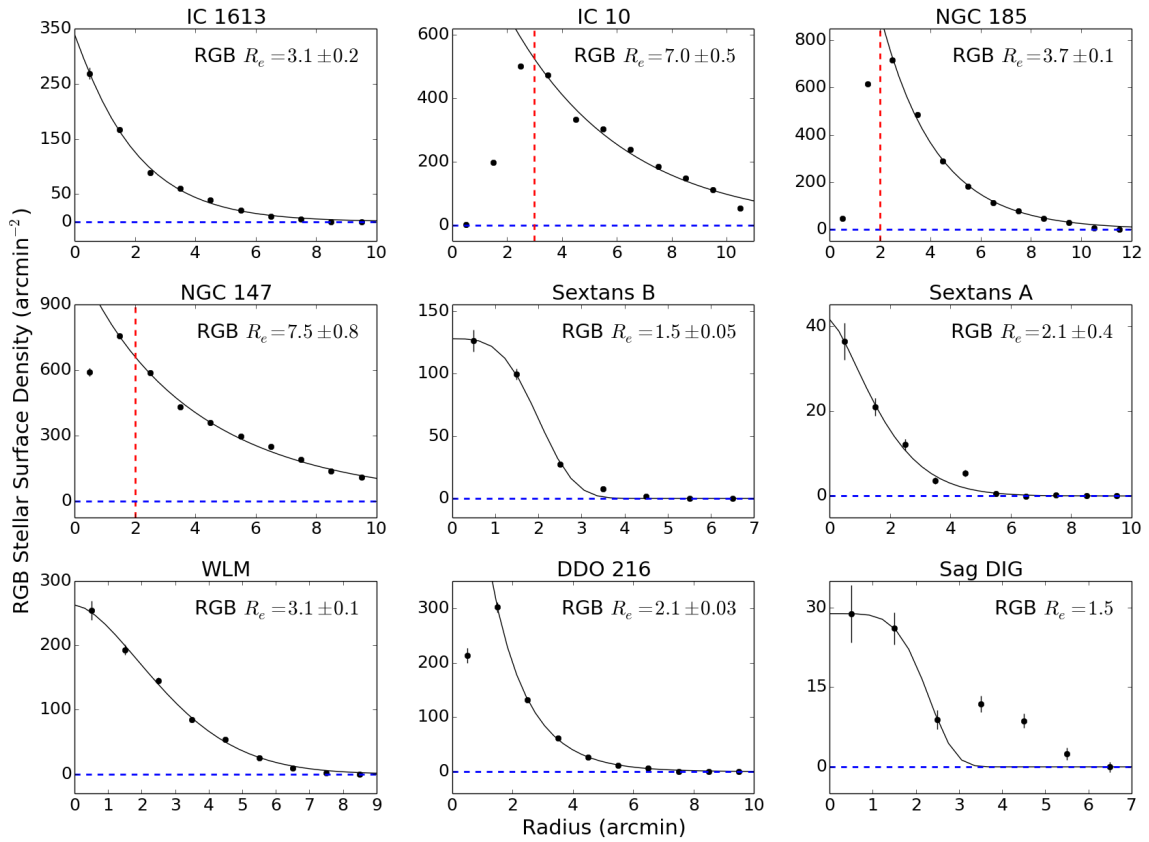 IC 1613
RGB R_e = 3.1 ± 0.2
350
250
150
50
0
0 2 4 6 8 10
IC 10
RGB R_e = 7.0 ± 0.5
600
400
200
0
0 2 4 6 8 10
NGC 185
RGB R_e = 3.7 ± 0.1
800
600
400
200
0
0 2 4 6 8 10 12
NGC 147
RGB R_e = 7.5 ± 0.8
900
600
300
0
0 2 4 6 8 10
Sextans B
RGB R_e = 1.5 ± 0.05
150
100
50
0
0 1 2 3 4 5 6 7
Sextans A
RGB R_e = 2.1 ± 0.4
40
20
0
0 2 4 6 8 10
WLM
RGB R_e = 3.1 ± 0.1
300
200
100
0
0 1 2 3 4 5 6 7 8 9
DDO 216
RGB R_e = 2.1 ± 0.03
300
200
100
0
0 2 4 6 8 10
Sag DIG
RGB R_e = 1.5
30
15
0
0 1 2 3 4 5 6 7
RGB Stellar Surface Density (arcmin^{-2})
Radius (arcmin)